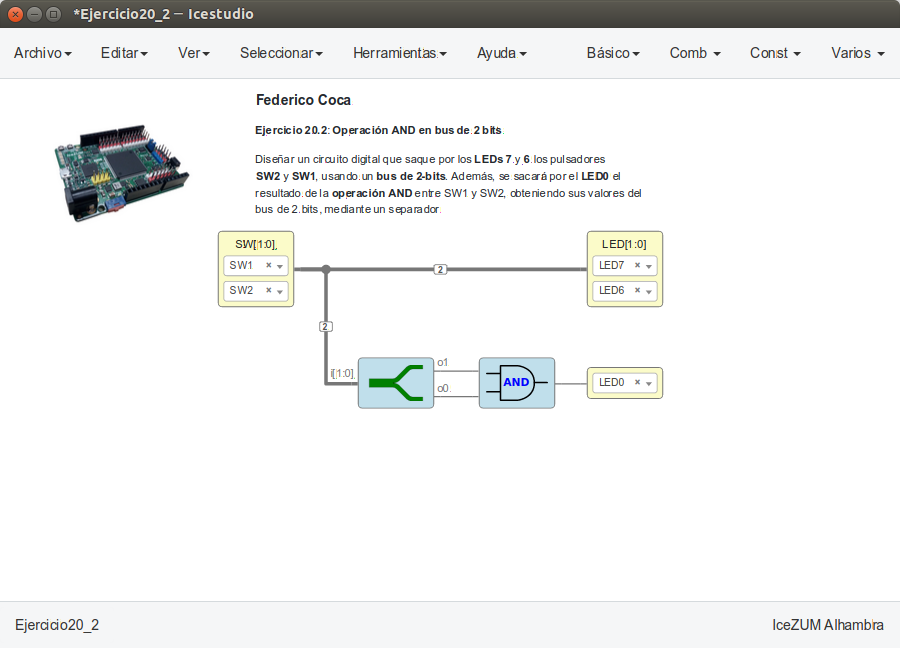 *Ejercicio20_2 — Icestudio
Archivo Editar Ver Seleccionar Herramientas Ayuda Básico Comb Const Varios
Federico Coca
Ejercicio 20.2: Operación AND en bus de 2 bits.
Diseñar un circuito digital que saque por los LEDs 7 y 6 los pulsadores
SW2 y SW1, usando un bus de 2-bits. Además, se sacará por el LED0 el
resultado de la operación AND entre SW1 y SW2, obteniendo sus valores del
bus de 2 bits, mediante un separador.
SW[1:0]
SW1
SW2
2
LED[1:0]
LED7
LED6
2
i[1:0]
o1
o0
AND
LED0
Ejercicio20_2 IceZUM Alhambra